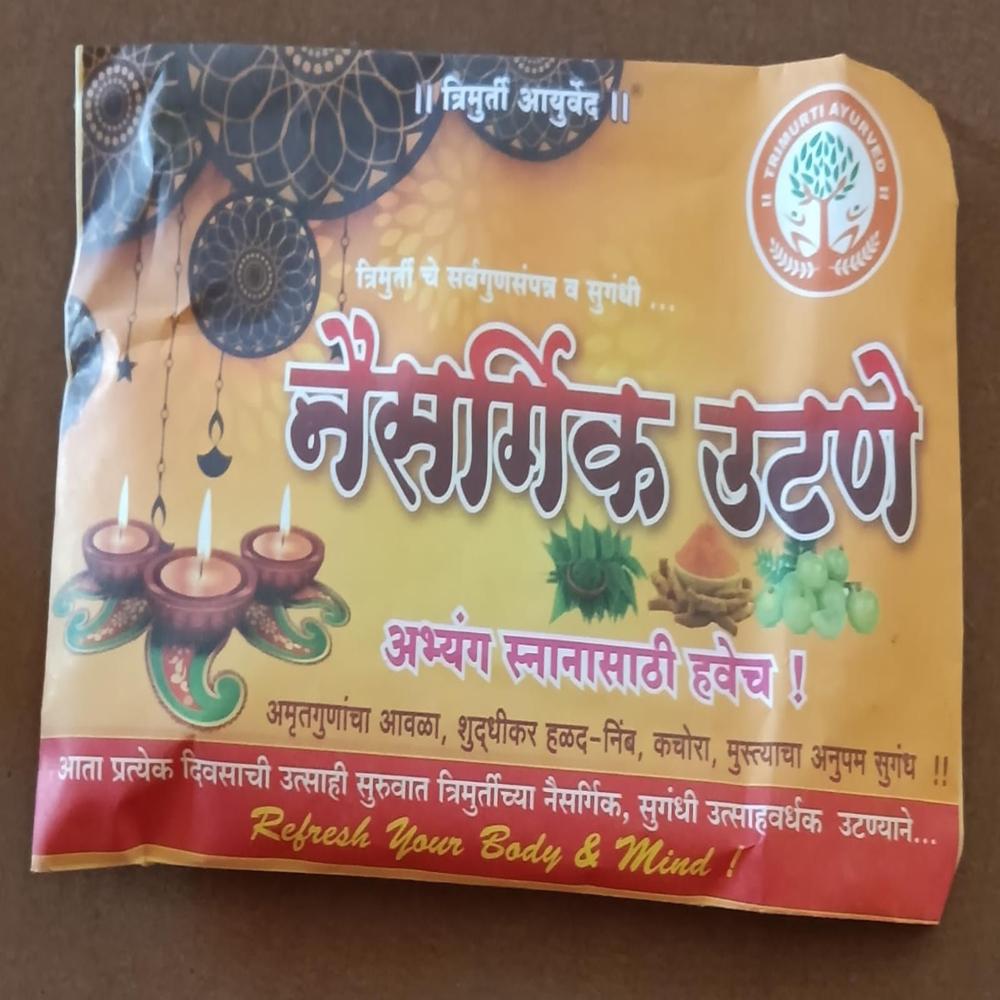 || त्रिमुर्ती आयुर्वेद ||
|| TRIMURTI AYURVED ||
त्रिमुर्ती चे सर्वगुणसंपन्न व सुगंधी ...
नैसर्गिक उटणे
अभ्यंग स्नानासाठी हवेच !
अमृतगुणांचा आवळा, शुद्धीकर हळद-निंब, कचोरा, मुस्त्याचा अनुपम सुगंध !!
आता प्रत्येक दिवसाची उत्साही सुरुवात त्रिमुर्तीच्या नैसर्गिक, सुगंधी उत्साहवर्धक उटण्याने...
Refresh Your Body & Mind !